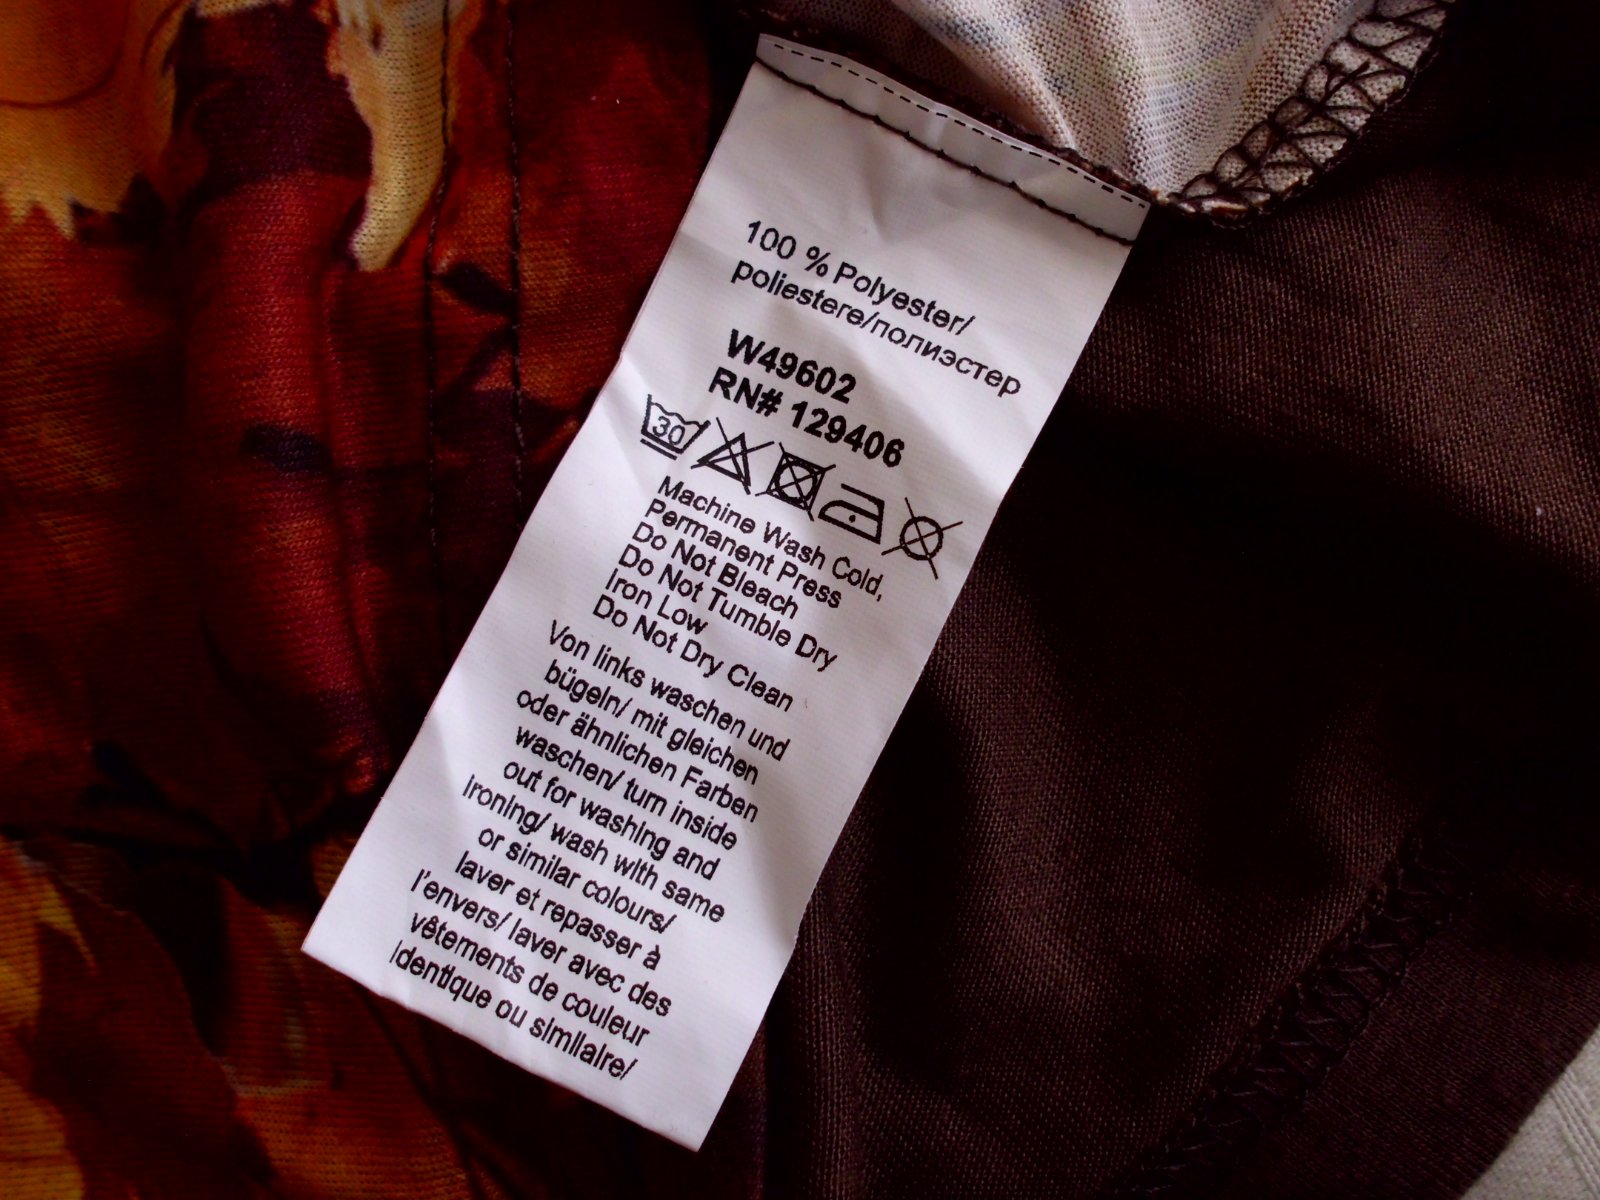 100 % Polyester/
poliestere/полиэстер
W49602
RN# 129406
30
Machine Wash Cold,
Permanent Press
Do Not Bleach
Do Not Tumble Dry
Iron Low
Do Not Dry Clean
Von links waschen und
bügeln/ mit gleichen
oder ähnlichen Farben
waschen/ turn inside
out for washing and
ironing/ wash with same
or similar colours/
laver et repasser à
l'envers/ laver avec des
vêtements de couleur
identique ou similaire/